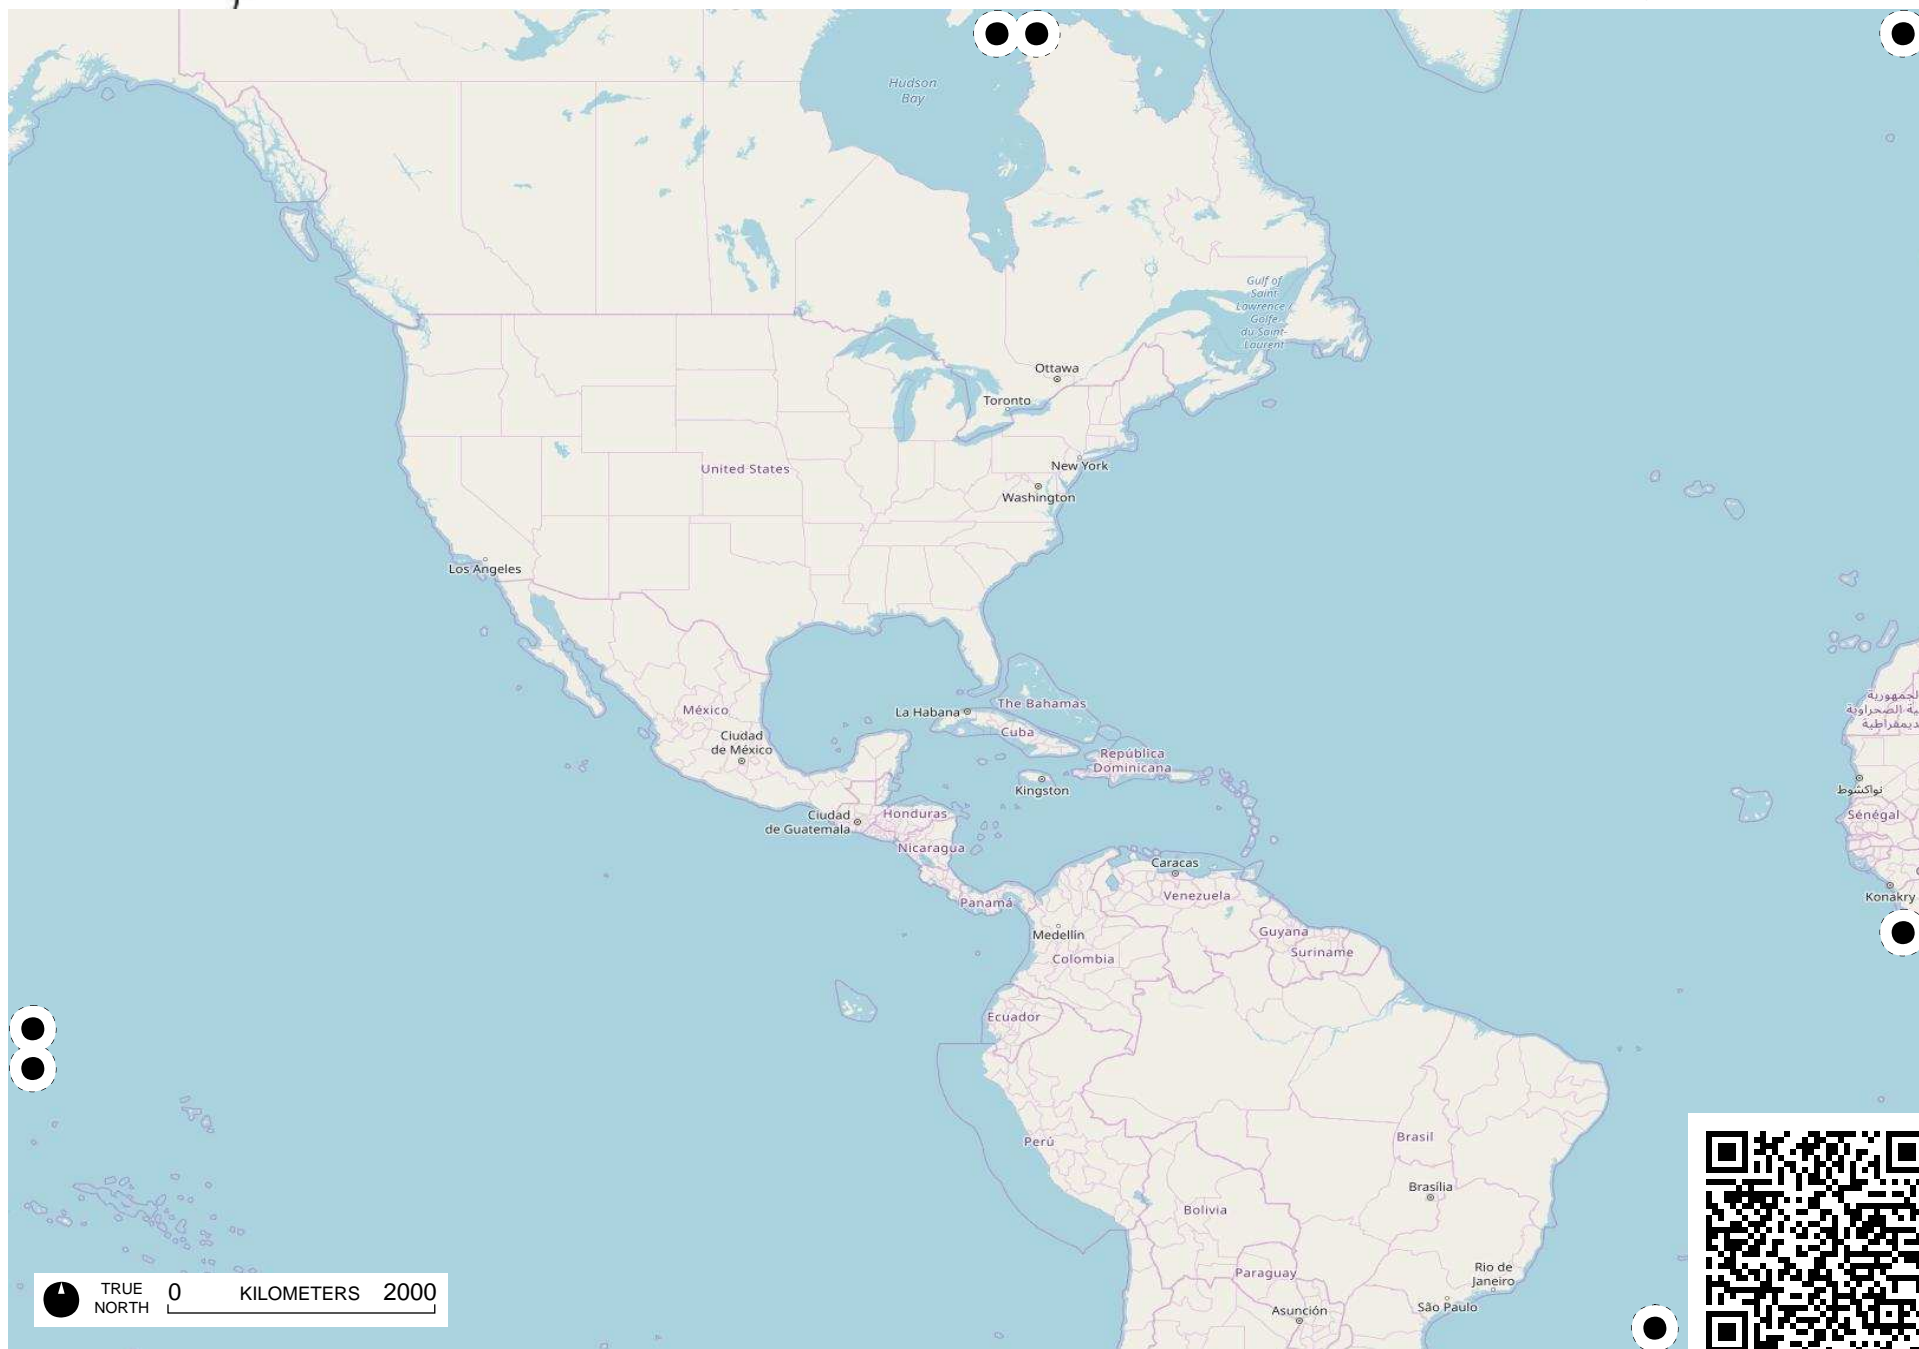 Hudson
Bay
Gulf of
Saint
Lawrence /
Golfe
du Saint-
Laurent
Ottawa
Toronto
New York
United States
Washington
Los Angeles
La Habana
The Bahamas
México
Cuba
Ciudad
de México
República
Dominicana
Kingston
نواكشوط
Ciudad
de Guatemala
Honduras
Sénégal
Nicaragua
Caracas
Venezuela
Panamá
Konakry
Medellín
Guyana
Suriname
Colombia
Ecuador
Perú
Brasil
Brasília
Bolivia
Paraguay
Rio de
Janeiro
São Paulo
Asunción
TRUE
NORTH
0 KILOMETERS 2000